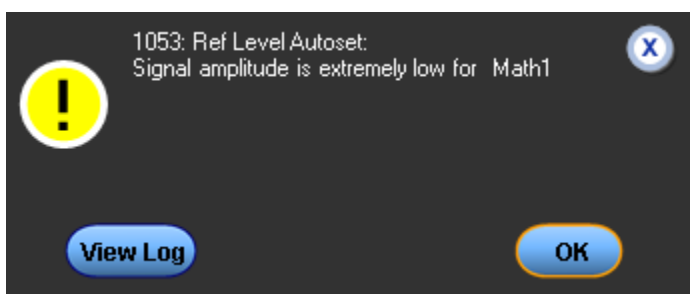 1053: Ref Level Autoset:
Signal amplitude is extremely low for Math1
X
!
View Log
OK